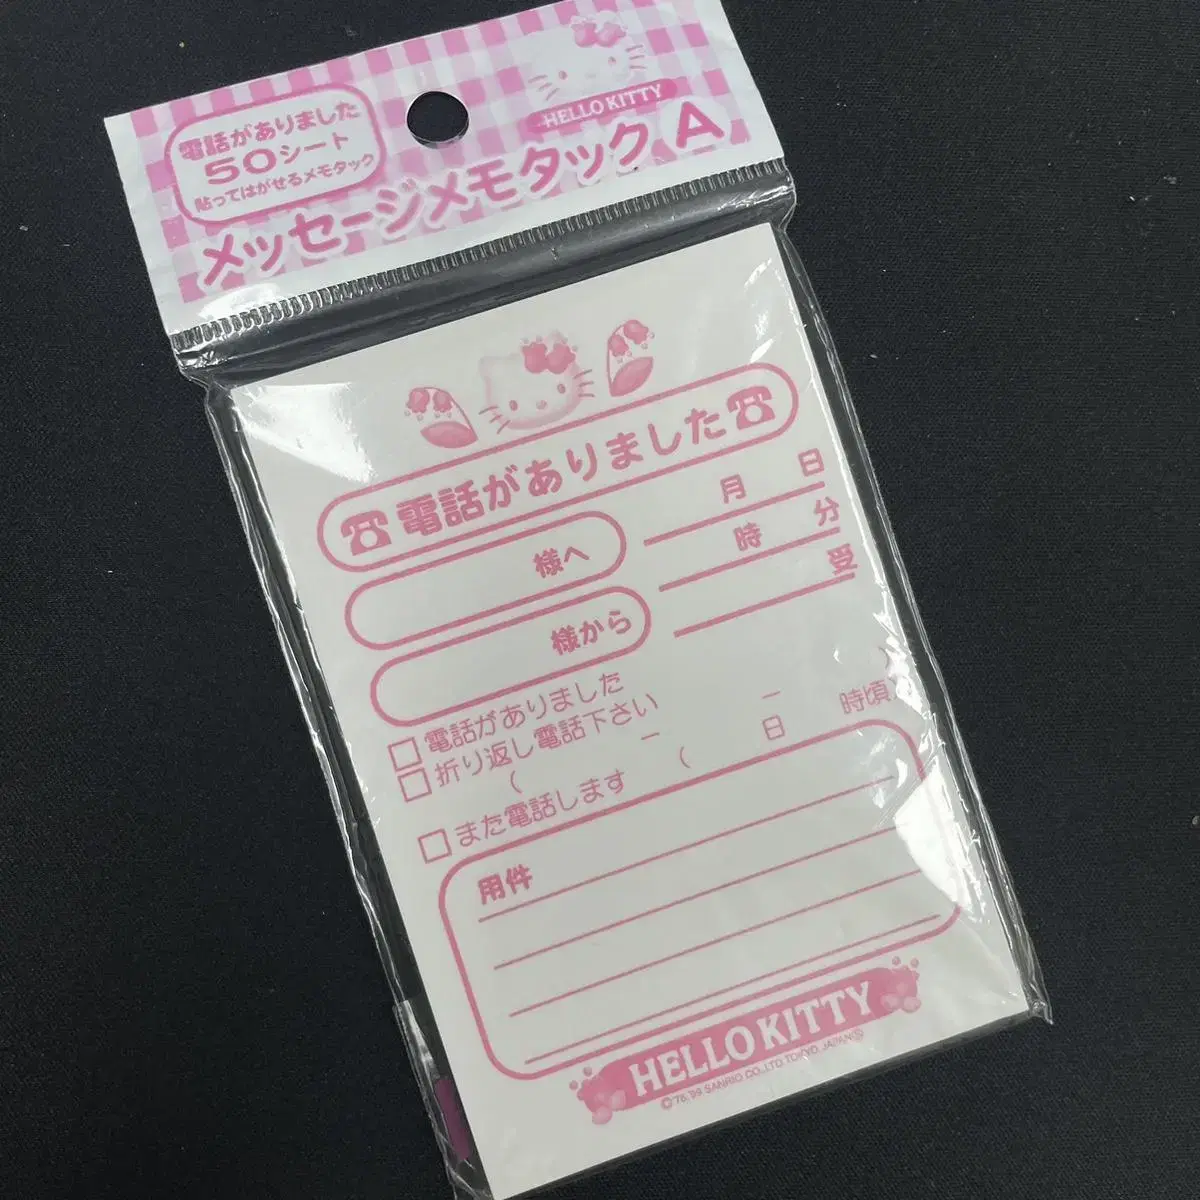 電話がありました
50シート
貼ってはがせるメモタック
HELLO KITTY
メッセージメモタック A
電話がありました
様へ
月 日
様から
時 分
受
電話がありました
折り返し電話下さい
( — —
また電話します ( 日 時頃)
用件
HELLO KITTY
©'76,'99 SANRIO CO.,LTD.TOKYO, JAPAN Ⓢ